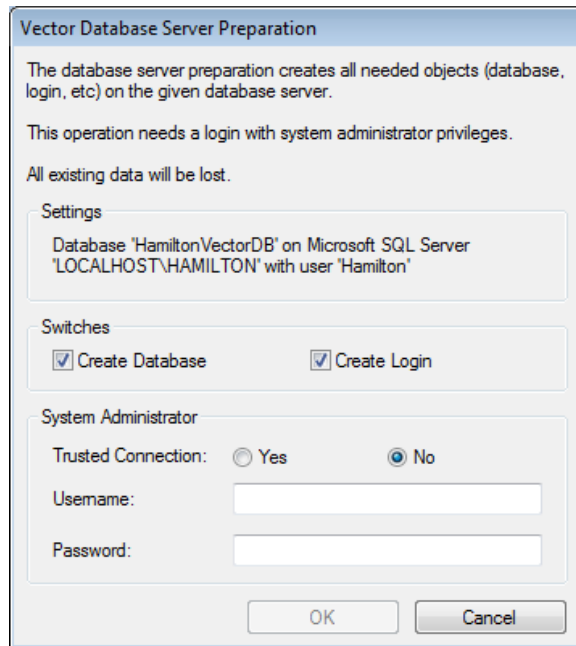 Vector Database Server Preparation
The database server preparation creates all needed objects (database,
login, etc) on the given database server.
This operation needs a login with system administrator privileges.
All existing data will be lost.
Settings
Database 'HamiltonVectorDB' on Microsoft SQL Server
'LOCALHOST\HAMILTON' with user 'Hamilton'
Switches
Create Database Create Login
System Administrator
Trusted Connection: Yes No
Username:
Password:
OK Cancel